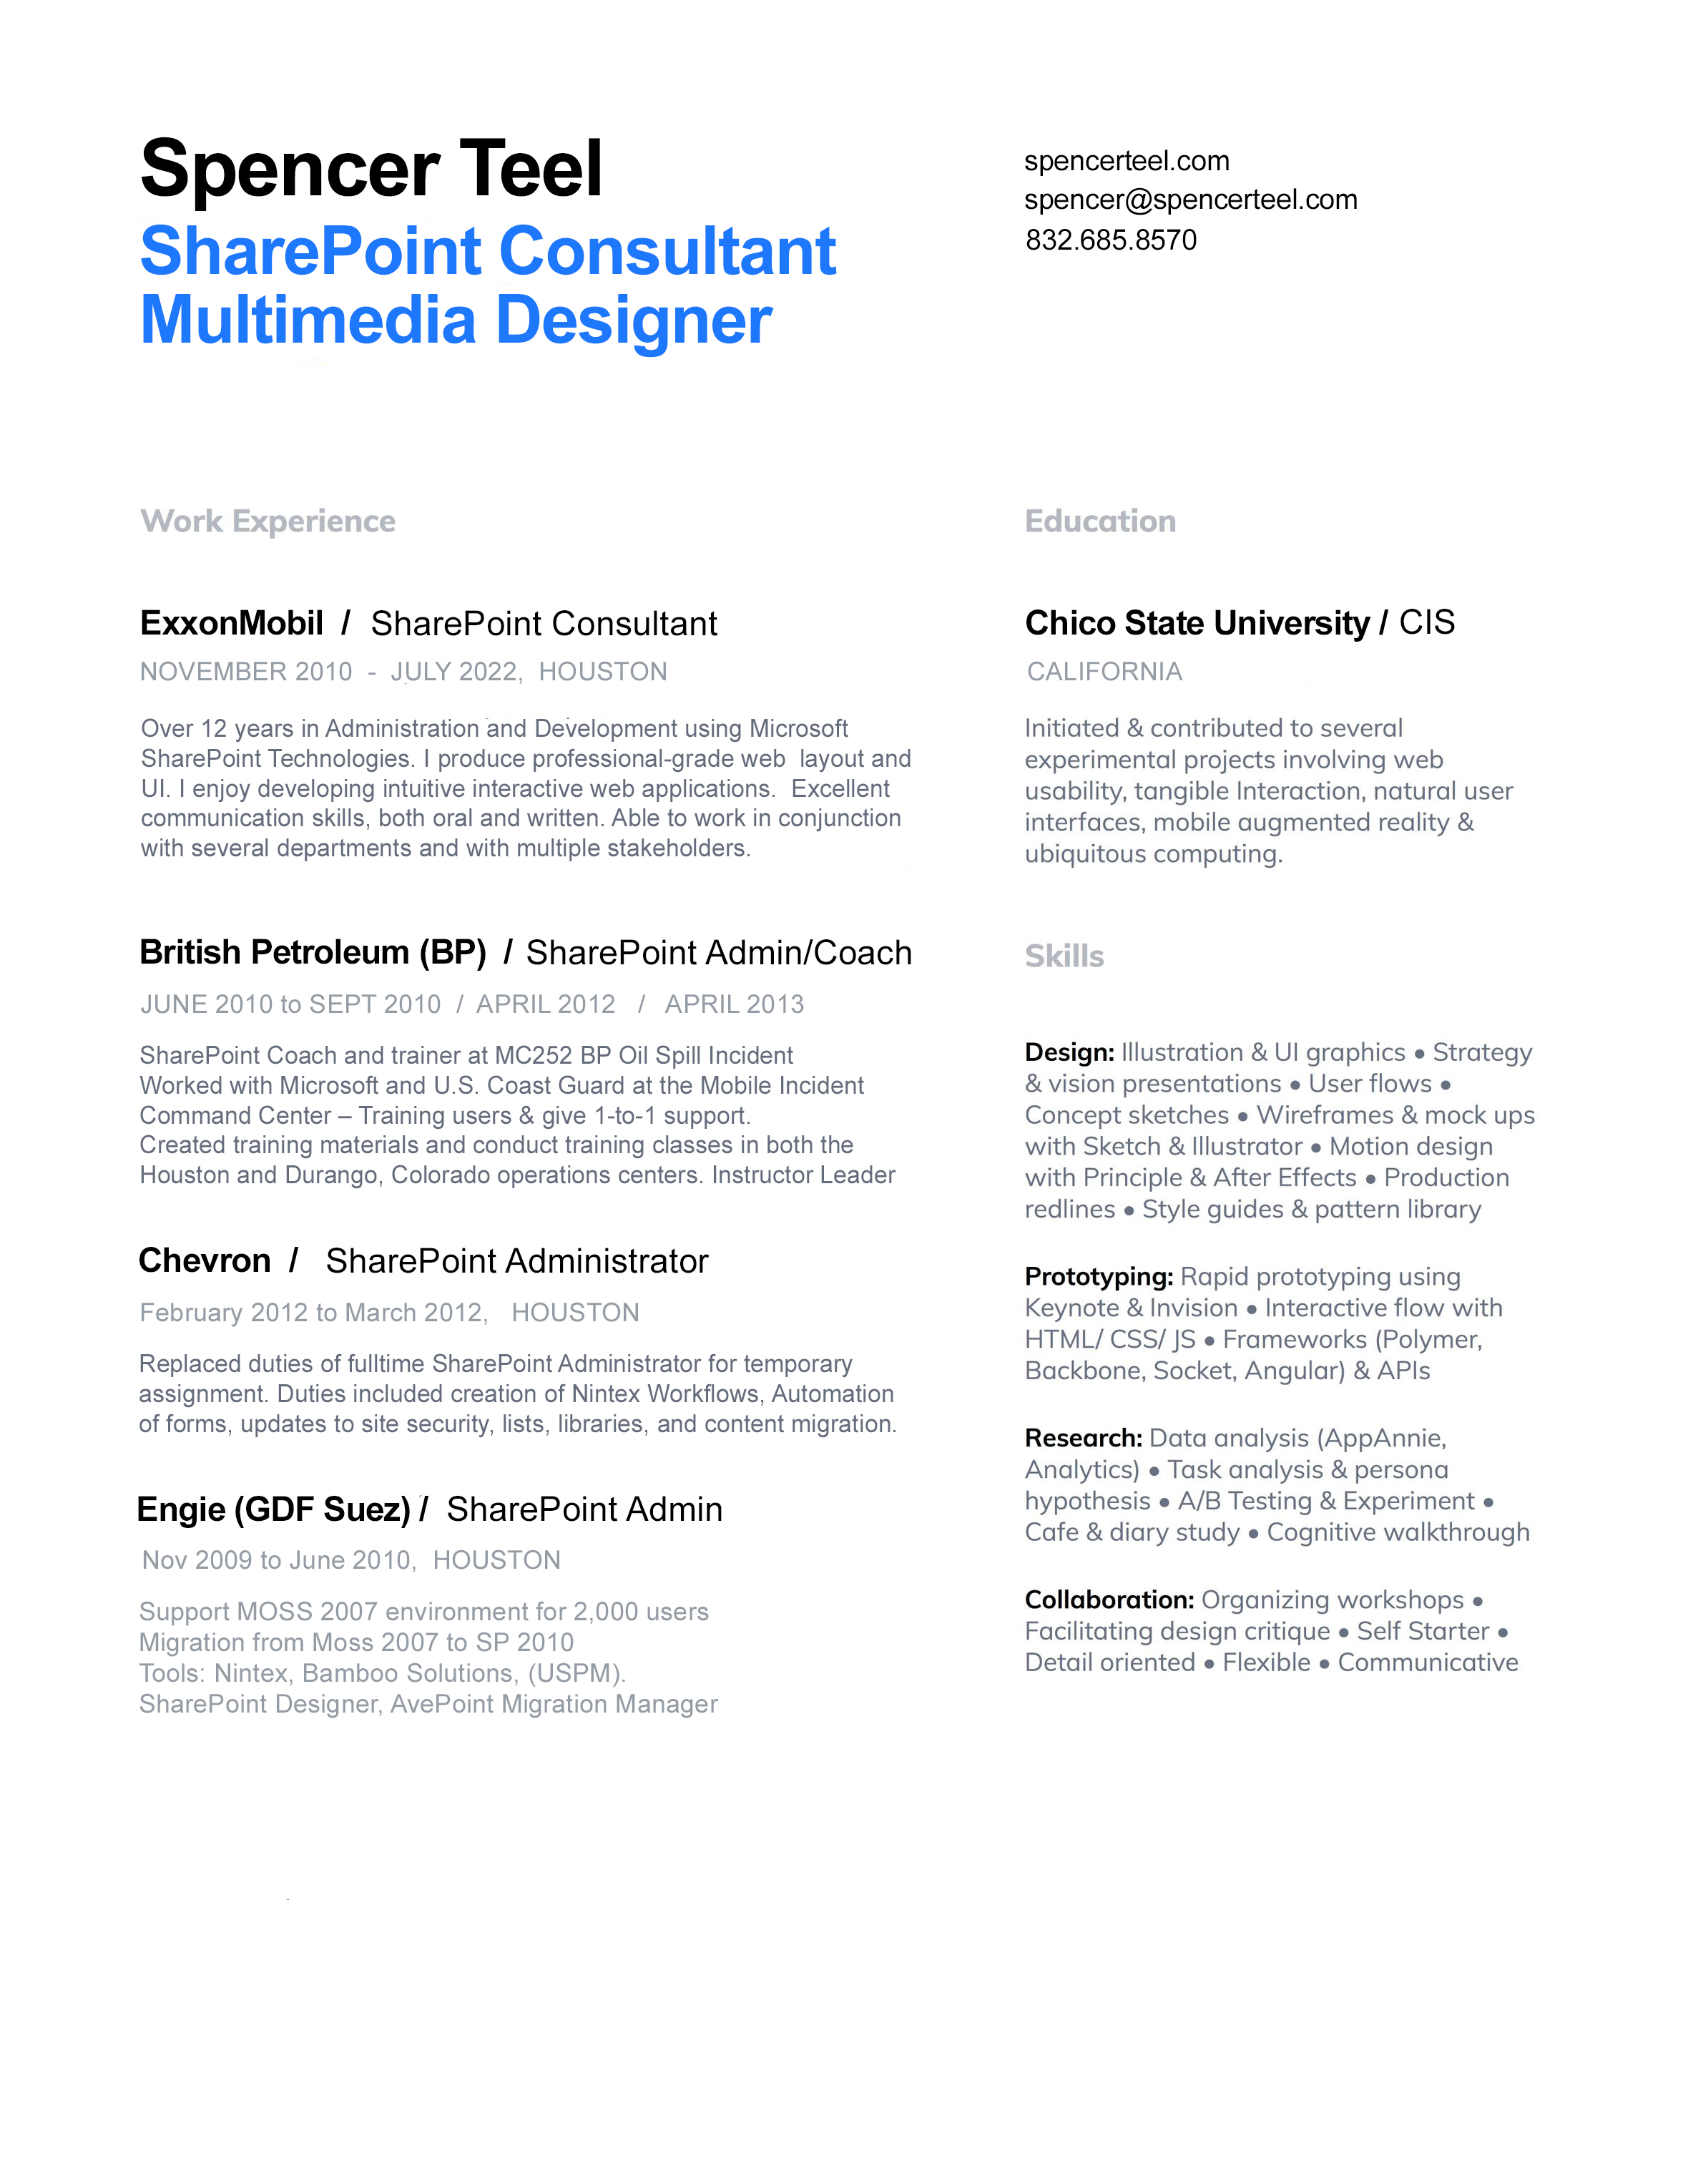 Spencer Teel
SharePoint Consultant
Multimedia Designer
spencerteel.com
spencer@spencerteel.com
832.685.8570
Work Experience
ExxonMobil / SharePoint Consultant
NOVEMBER 2010 - JULY 2022, HOUSTON
Over 12 years in Administration and Development using Microsoft
SharePoint Technologies. I produce professional-grade web layout and
UI. I enjoy developing intuitive interactive web applications. Excellent
communication skills, both oral and written. Able to work in conjunction
with several departments and with multiple stakeholders.
British Petroleum (BP) / SharePoint Admin/Coach
JUNE 2010 to SEPT 2010 / APRIL 2012 / APRIL 2013
SharePoint Coach and trainer at MC252 BP Oil Spill Incident
Worked with Microsoft and U.S. Coast Guard at the Mobile Incident
Command Center – Training users & give 1-to-1 support.
Created training materials and conduct training classes in both the
Houston and Durango, Colorado operations centers. Instructor Leader
Chevron / SharePoint Administrator
February 2012 to March 2012, HOUSTON
Replaced duties of fulltime SharePoint Administrator for temporary
assignment. Duties included creation of Nintex Workflows, Automation
of forms, updates to site security, lists, libraries, and content migration.
Engie (GDF Suez) / SharePoint Admin
Nov 2009 to June 2010, HOUSTON
Support MOSS 2007 environment for 2,000 users
Migration from Moss 2007 to SP 2010
Tools: Nintex, Bamboo Solutions, (USPM).
SharePoint Designer, AvePoint Migration Manager
Education
Chico State University / CIS
CALIFORNIA
Initiated & contributed to several
experimental projects involving web
usability, tangible Interaction, natural user
interfaces, mobile augmented reality &
ubiquitous computing.
Skills
Design: Illustration & UI graphics • Strategy
& vision presentations • User flows •
Concept sketches • Wireframes & mock ups
with Sketch & Illustrator • Motion design
with Principle & After Effects • Production
redlines • Style guides & pattern library
Prototyping: Rapid prototyping using
Keynote & Invision • Interactive flow with
HTML/ CSS/ JS • Frameworks (Polymer,
Backbone, Socket, Angular) & APIs
Research: Data analysis (AppAnnie,
Analytics) • Task analysis & persona
hypothesis • A/B Testing & Experiment •
Cafe & diary study • Cognitive walkthrough
Collaboration: Organizing workshops •
Facilitating design critique • Self Starter •
Detail oriented • Flexible • Communicative